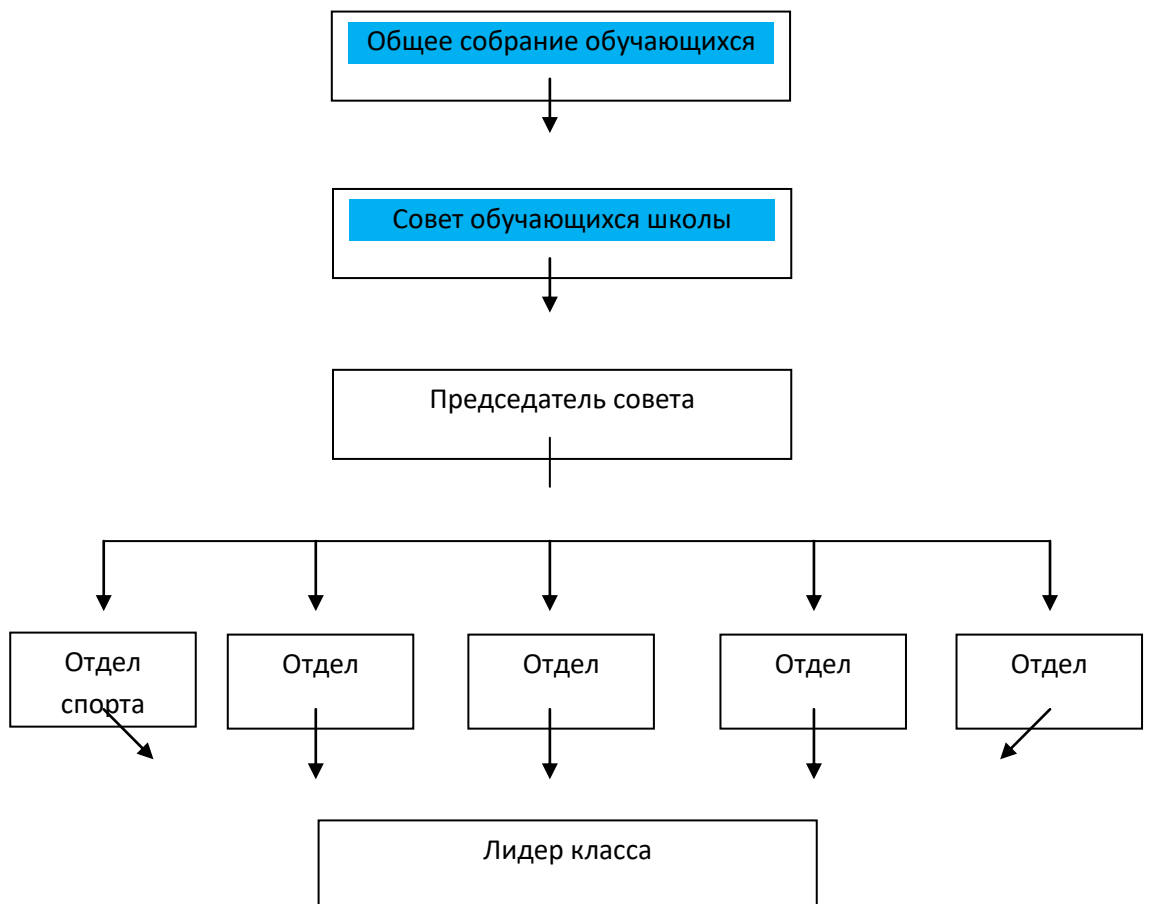 Общее собрание обучающихся
Совет обучающихся школы
Председатель совета
Отдел
спорта
Отдел
Отдел
Отдел
Отдел
Лидер класса